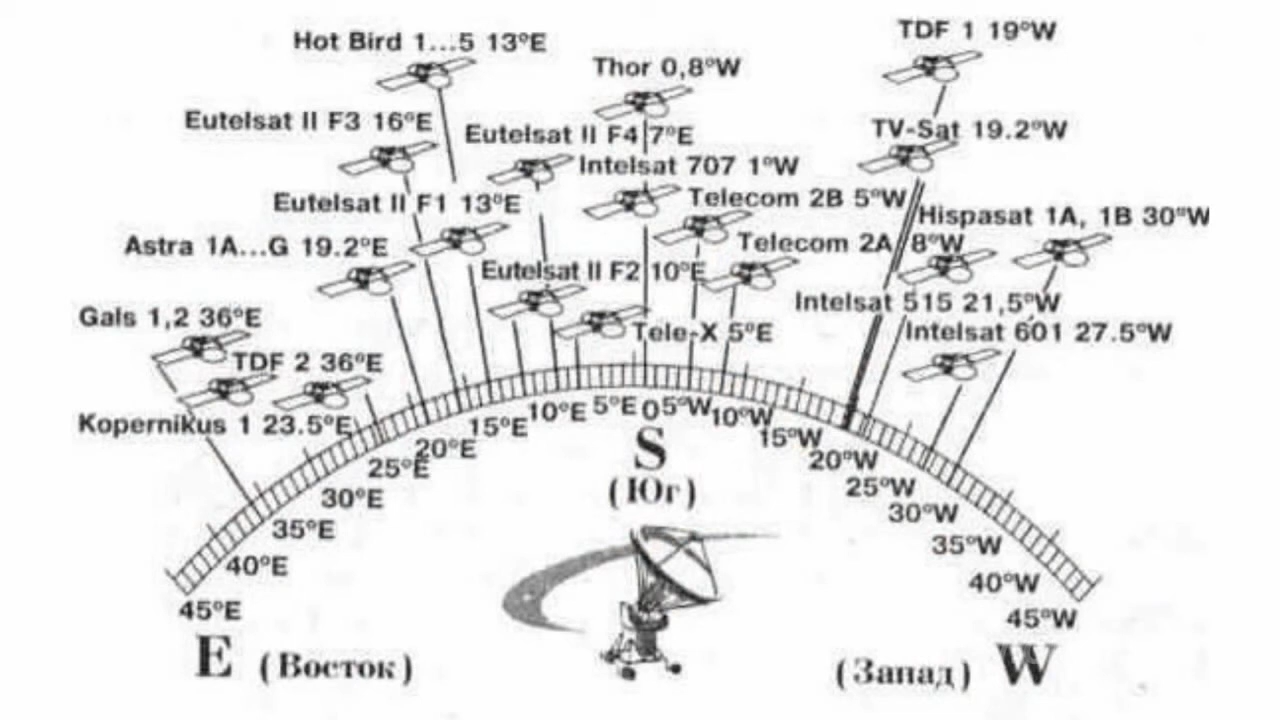 Hot Bird 1...5 13°E
TDF 1 19°W
Thor 0,8°W
Eutelsat II F3 16°E
Eutelsat II F4 7°E
TV-Sat 19.2°W
Intelsat 707 1°W
Eutelsat II F1 13°E
Telecom 2B 5°W
Hispasat 1A, 1B 30°W
Astra 1A...G 19.2°E
Telecom 2A 8°W
Eutelsat II F2 10°E
Intelsat 515 21,5°W
Gals 1,2 36°E
Tele-X 5°E
Intelsat 601 27.5°W
TDF 2 36°E
Kopernikus 1 23.5°E
45°E 40°E 35°E 30°E 25°E 20°E 15°E 10°E 5°E 0 5°W 10°W 15°W 20°W 25°W 30°W 35°W 40°W 45°W
S
(Юг)
E (Восток)
(Запад) W